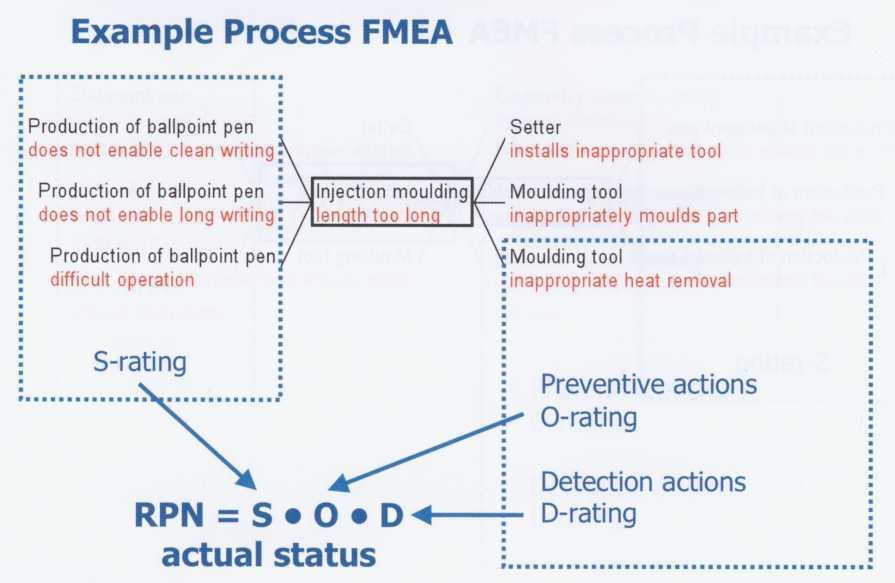 Example Process FMEA
Production of ballpoint pen
does not enable clean writing
Production of ballpoint pen
does not enable long writing
Production of ballpoint pen
difficult operation
Injection moulding
length too long
Setter
installs inappropriate tool
Moulding tool
inappropriately moulds part
Moulding tool
inappropriate heat removal
S-rating
Preventive actions
O-rating
Detection actions
D-rating
RPN = S • O • D
actual status